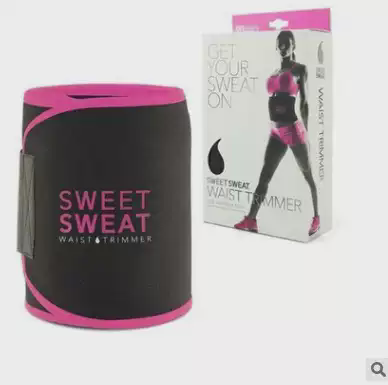 SWEET
SWEAT
WAIST TRIMMER
GET
YOUR
SWEAT
ON
SWEET SWEAT
WAIST TRIMMER
WAIST TRIMMER